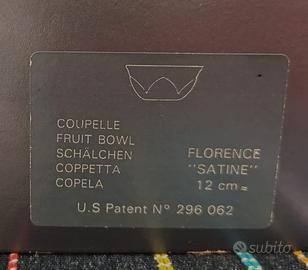 COUPELLE
FRUIT BOWL
SCHÄLCHEN FLORENCE
COPPETTA "SATINE"
COPELA 12 cm
U.S Patent N° 296 062
subito